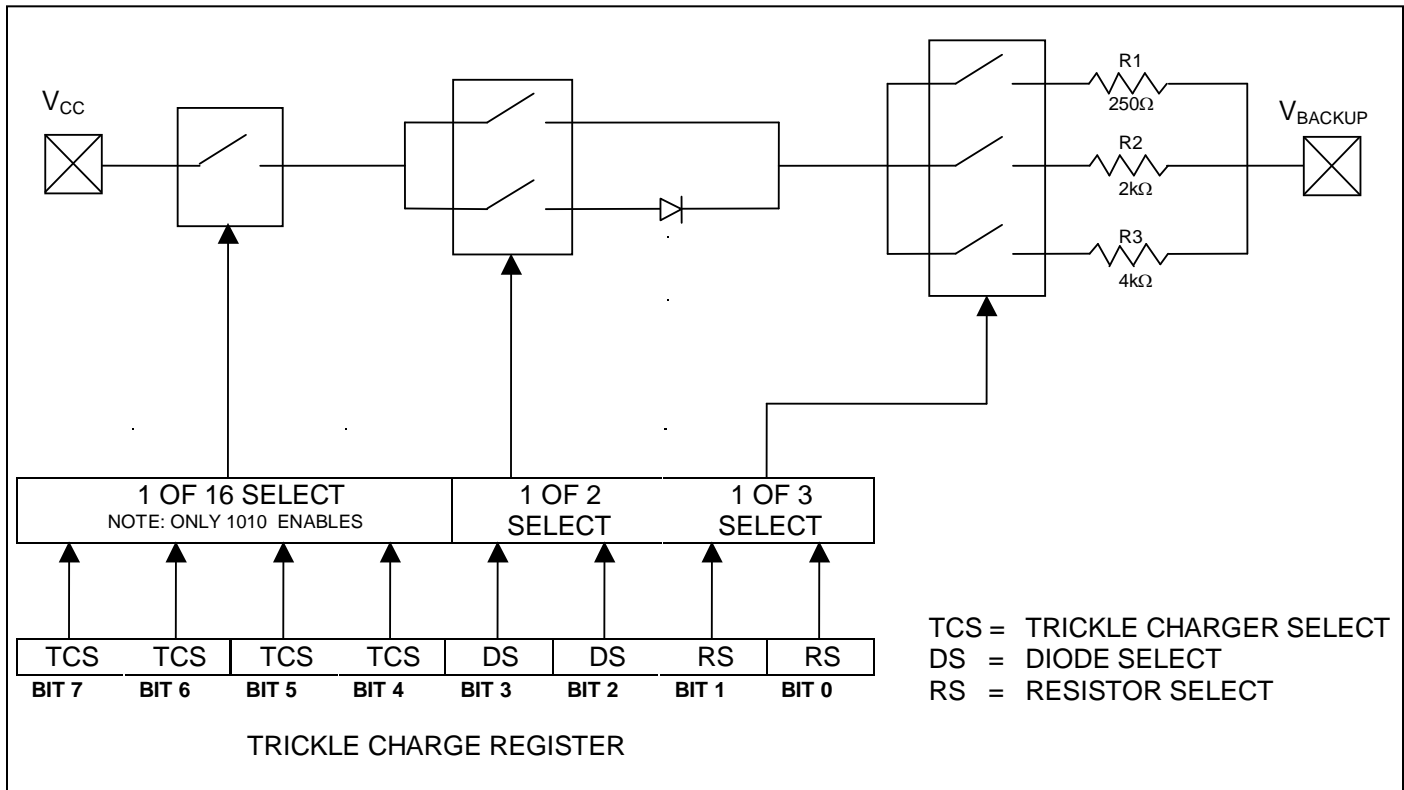 V_CC
R1
250Ω
V_BACKUP
R2
2kΩ
R3
4kΩ
1 OF 16 SELECT
NOTE: ONLY 1010 ENABLES
1 OF 2
SELECT
1 OF 3
SELECT
TCS TCS TCS TCS DS DS RS RS
BIT 7 BIT 6 BIT 5 BIT 4 BIT 3 BIT 2 BIT 1 BIT 0
TCS = TRICKLE CHARGER SELECT
DS = DIODE SELECT
RS = RESISTOR SELECT
TRICKLE CHARGE REGISTER